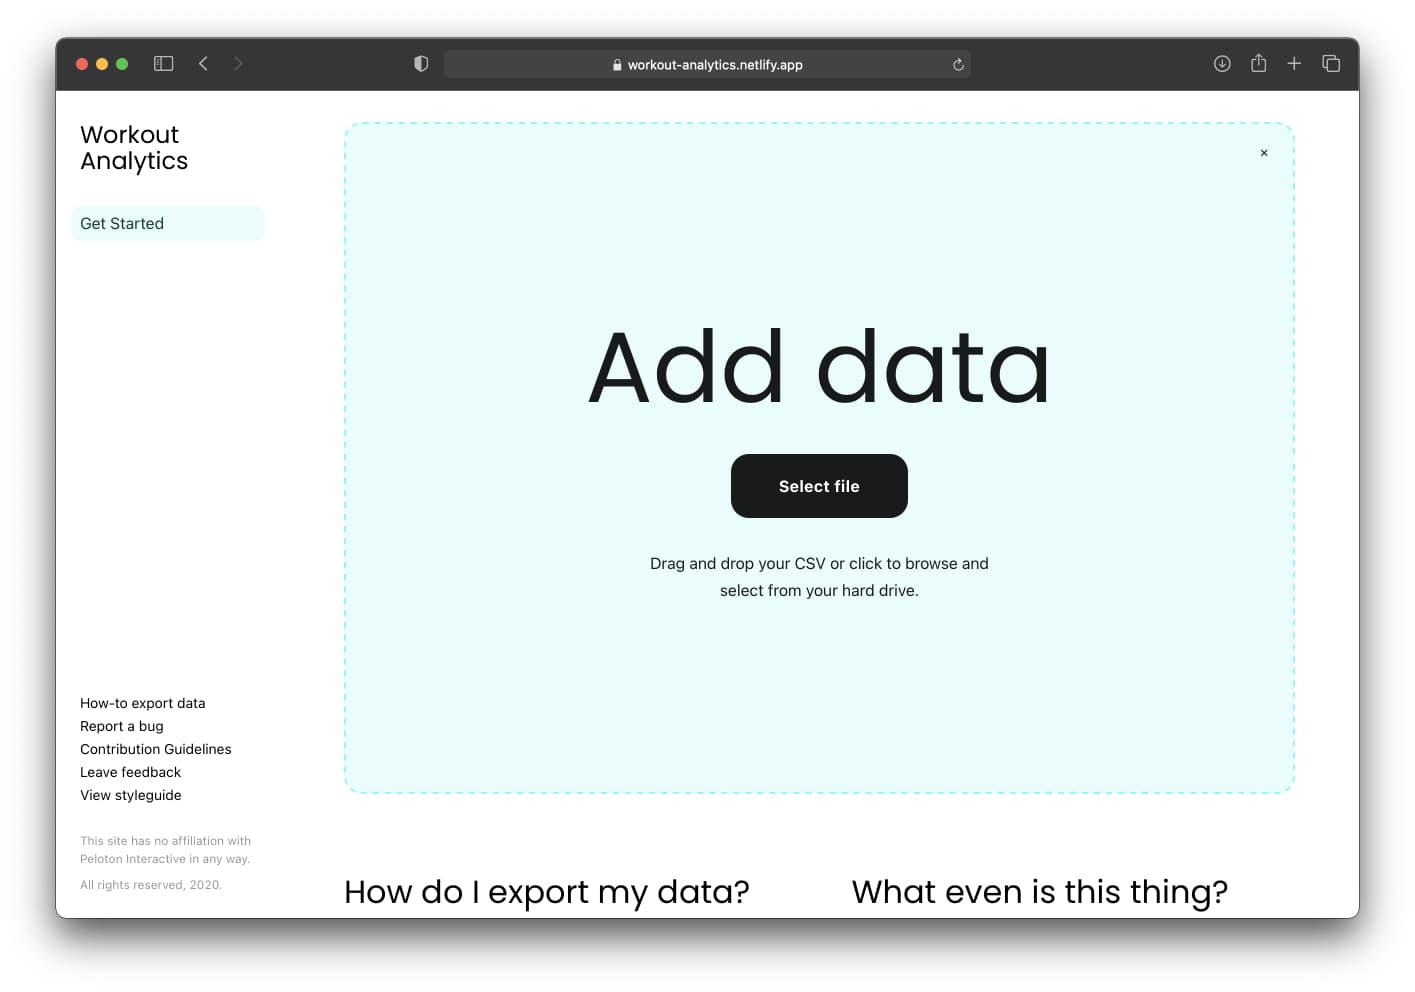 workout-analytics.netlify.app
Workout
Analytics
Get Started
How-to export data
Report a bug
Contribution Guidelines
Leave feedback
View styleguide
This site has no affiliation with
Peloton Interactive in any way.
All rights reserved, 2020.
×
Add data
Select file
Drag and drop your CSV or click to browse and
select from your hard drive.
How do I export my data?
What even is this thing?